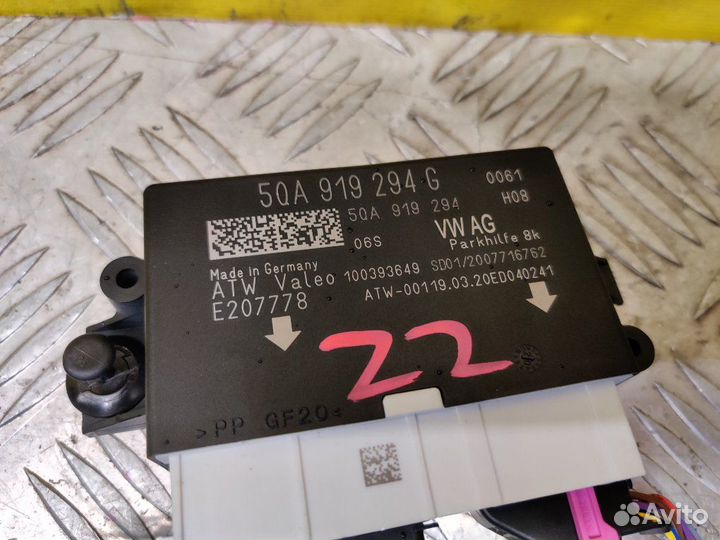 5QA 919 294 G
0061
5QA 919 294
H08
06S
VW AG
Parkhilfe 8k
Made in Germany
ATW Valeo
100393649
SD01/2007716762
E207778
ATW-00119.03.20ED040241
22
>PP GF20<
Avito